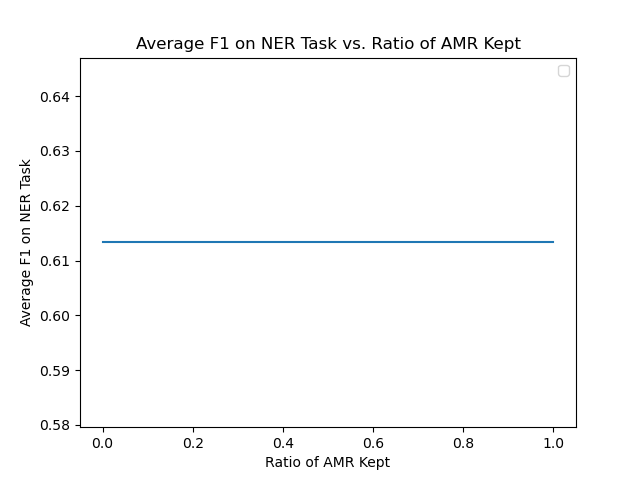 Average F1 on NER Task vs. Ratio of AMR Kept
Average F1 on NER Task
0.64
0.63
0.62
0.61
0.60
0.59
0.58
0.0 0.2 0.4 0.6 0.8 1.0
Ratio of AMR Kept